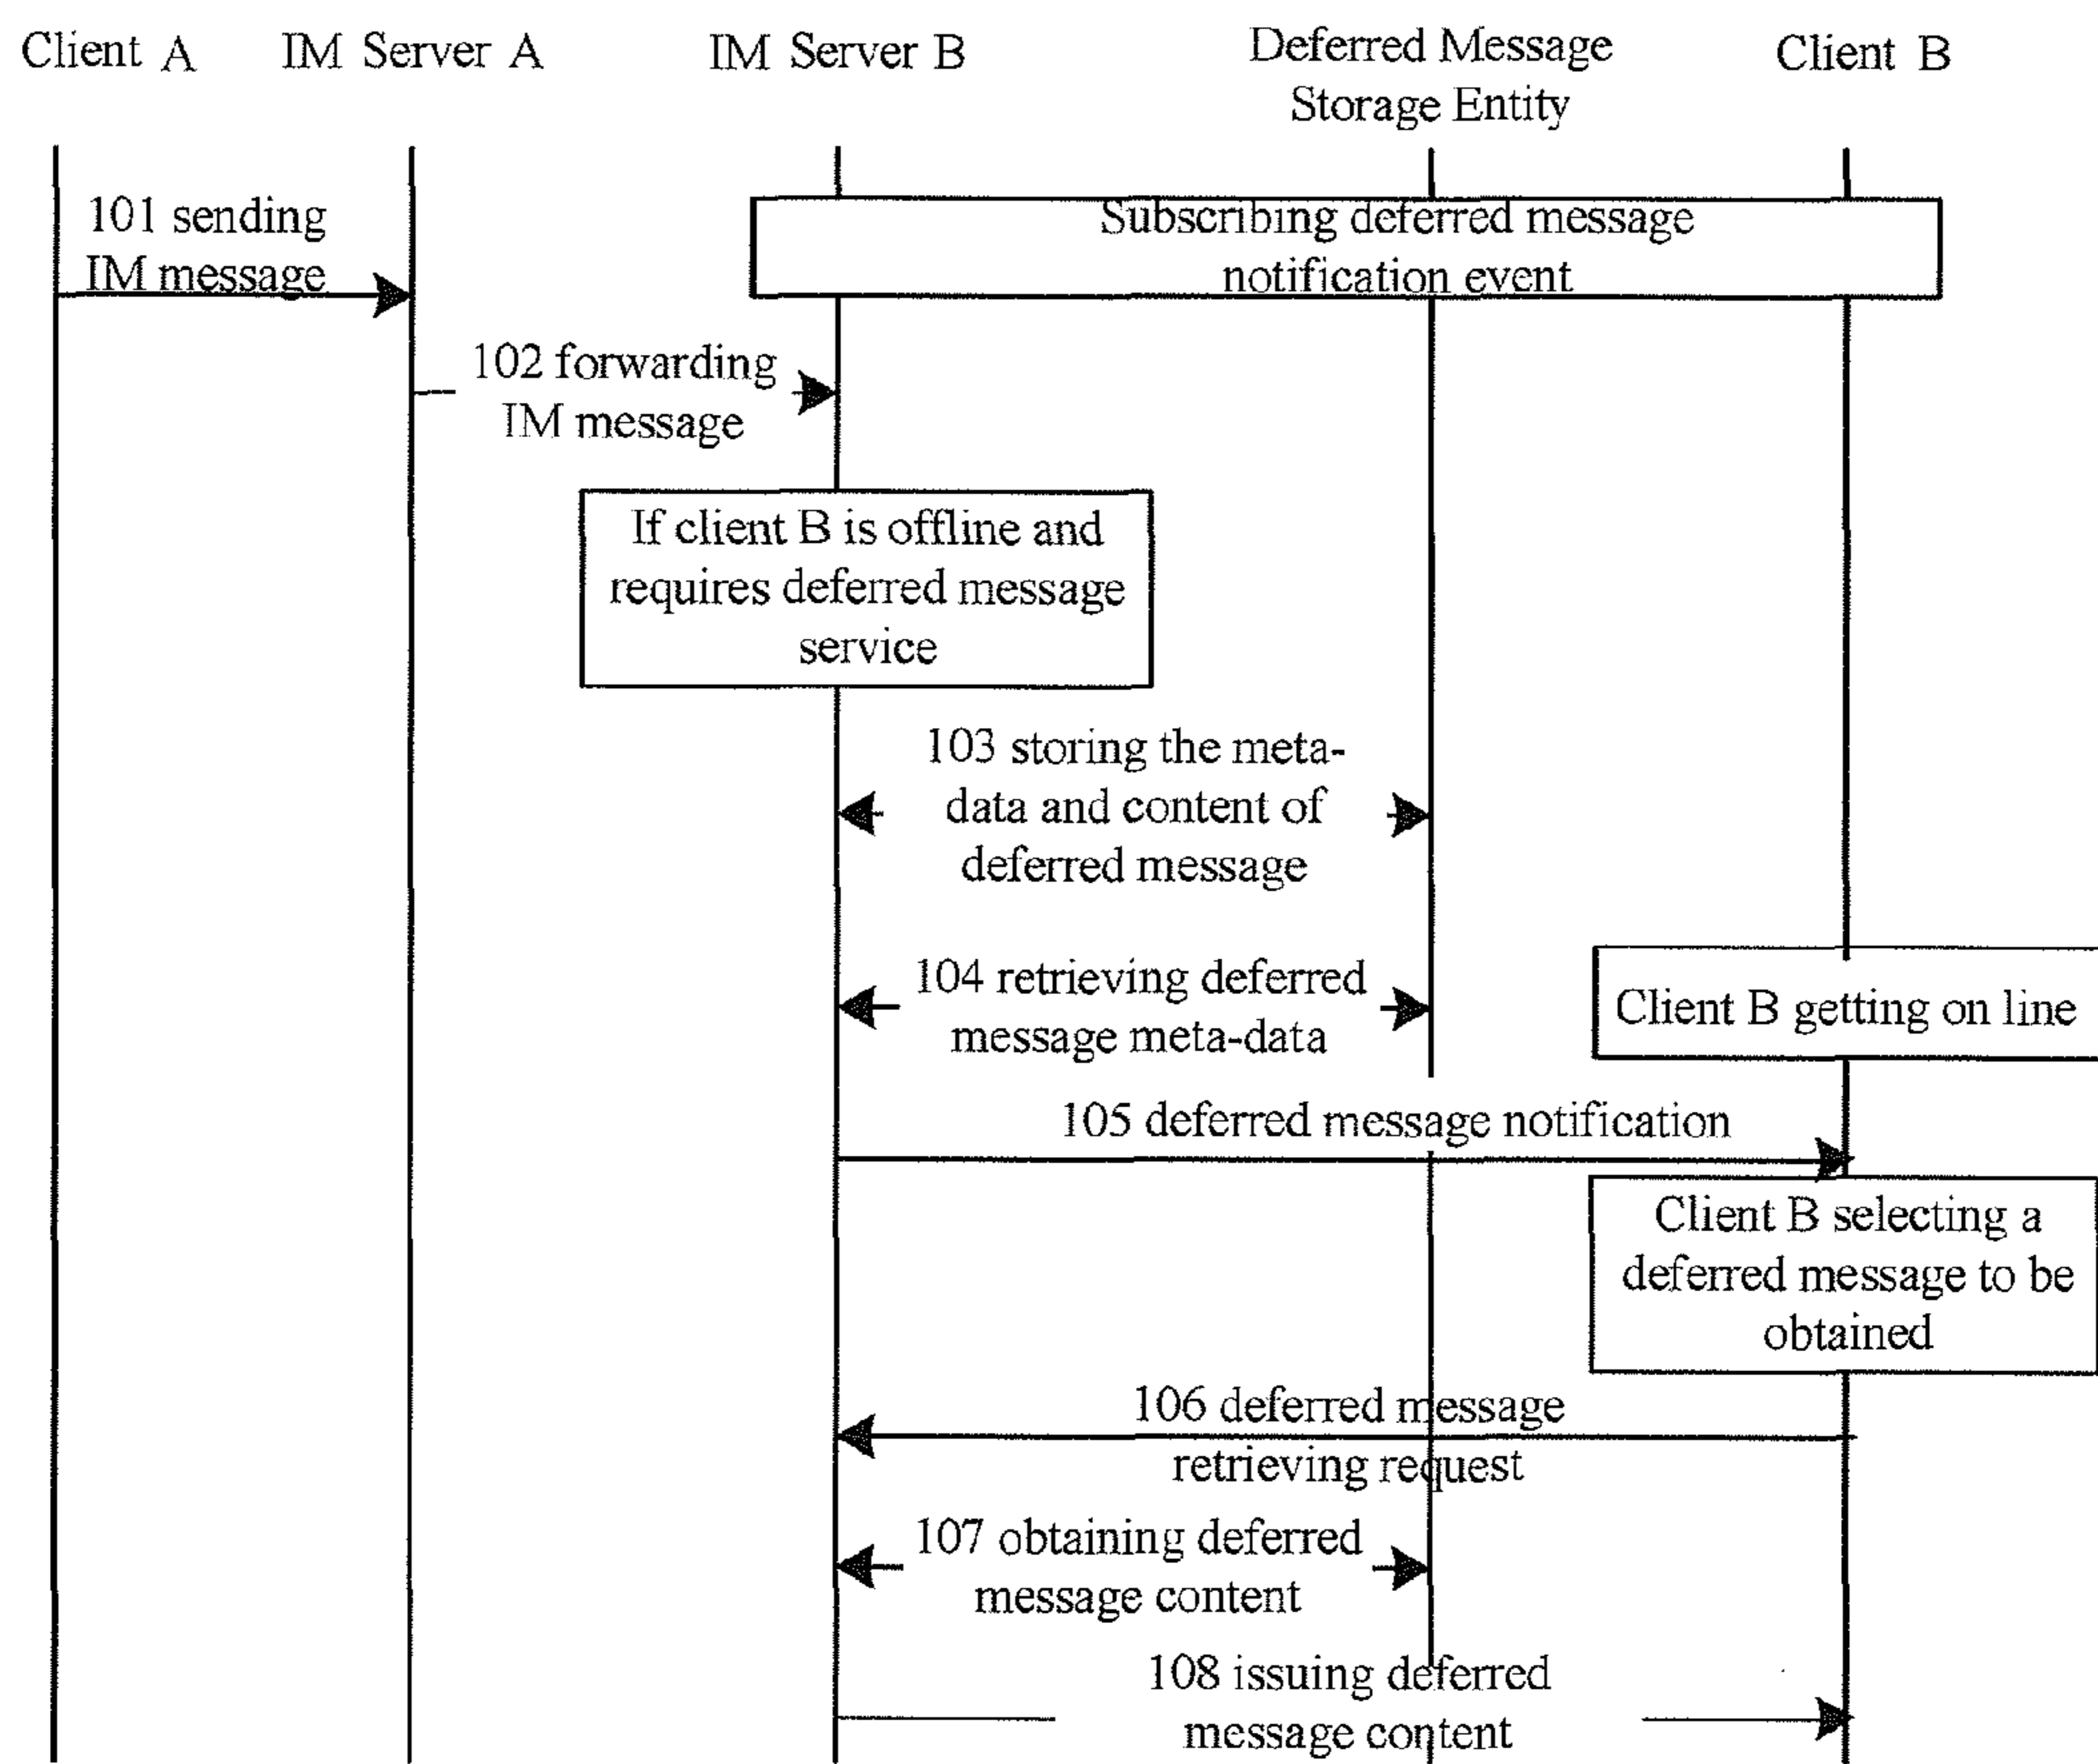 Client A
IM Server A
IM Server B
Deferred Message
Storage Entity
Client B
101 sending
IM message
Subscribing deferred message
notification event
102 forwarding
IM message
If client B is offline and
requires deferred message
service
103 storing the meta-
data and content of
deferred message
104 retrieving deferred
message meta-data
Client B getting on line
105 deferred message notification
Client B selecting a
deferred message to be
obtained
106 deferred message
retrieving request
107 obtaining deferred
message content
108 issuing deferred
message content